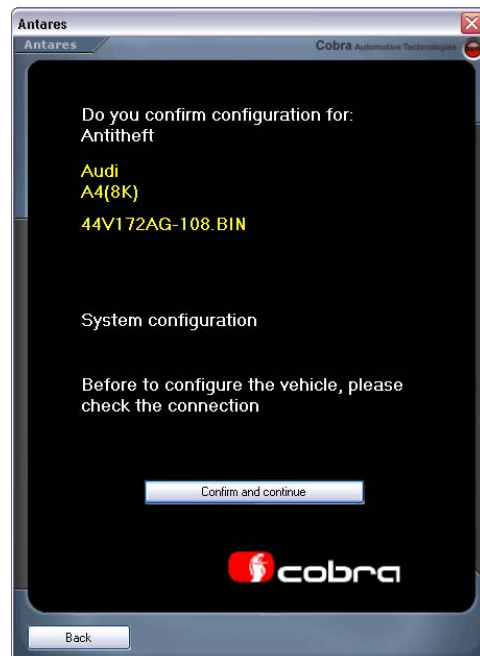 Antares
Antares
Cobra Automotive Technologies
Do you confirm configuration for:
Antitheft
Audi
A4(8K)
44V172AG-108.BIN
System configuration
Before to configure the vehicle, please
check the connection
Confirm and continue
cobra
Back